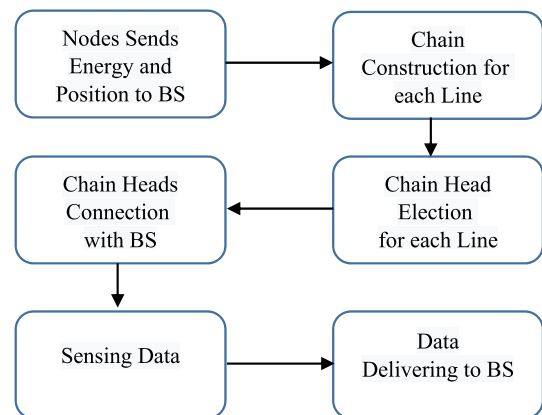 Nodes Sends
Energy and
Position to BS
Chain
Construction for
each Line
Chain Head
Election
for each Line
Chain Heads
Connection
with BS
Sensing Data
Data
Delivering to BS